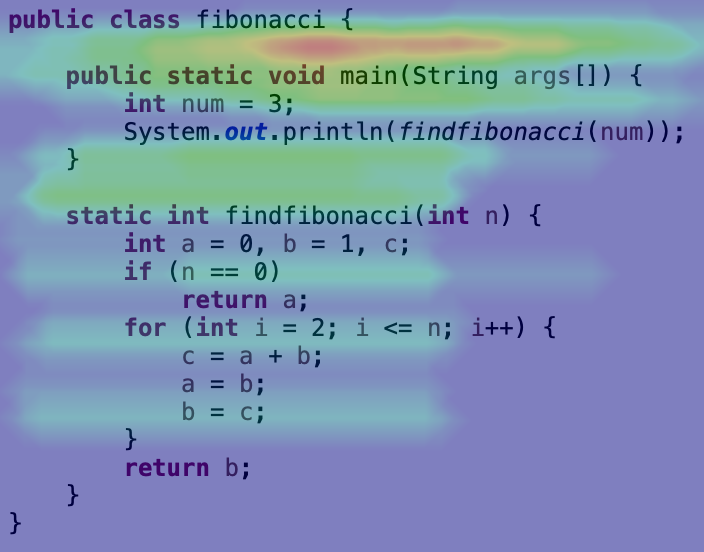 public class fibonacci {
    public static void main(String args[]) {
        int num = 3;
        System.out.println(findfibonacci(num));
    }
    static int findfibonacci(int n) {
        int a = 0, b = 1, c;
        if (n == 0)
            return a;
        for (int i = 2; i <= n; i++) {
            c = a + b;
            a = b;
            b = c;
        }
        return b;
    }
}